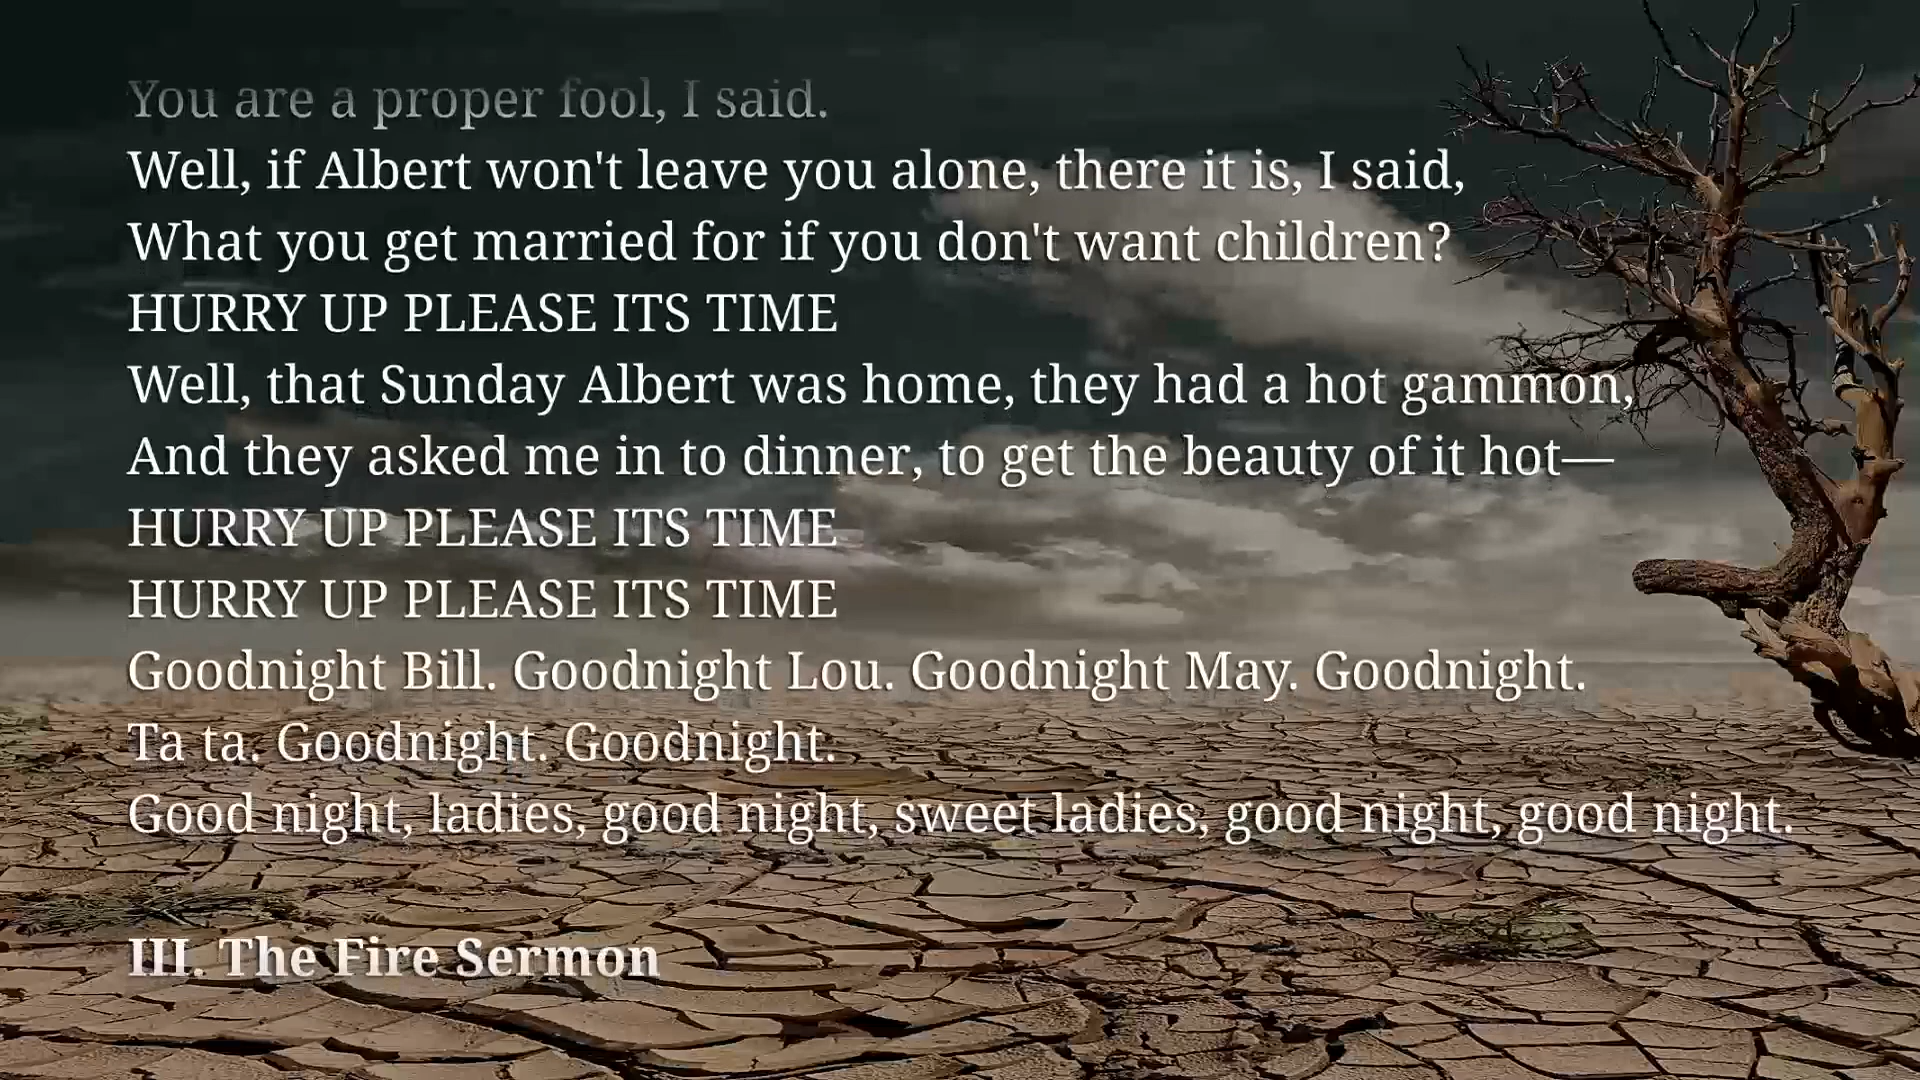 You are a proper fool, I said.
Well, if Albert won't leave you alone, there it is, I said,
What you get married for if you don't want children?
HURRY UP PLEASE ITS TIME
Well, that Sunday Albert was home, they had a hot gammon,
And they asked me in to dinner, to get the beauty of it hot—
HURRY UP PLEASE ITS TIME
HURRY UP PLEASE ITS TIME
Goodnight Bill. Goodnight Lou. Goodnight May. Goodnight.
Ta ta. Goodnight. Goodnight.
Good night, ladies, good night, sweet ladies, good night, good night.
III. The Fire Sermon